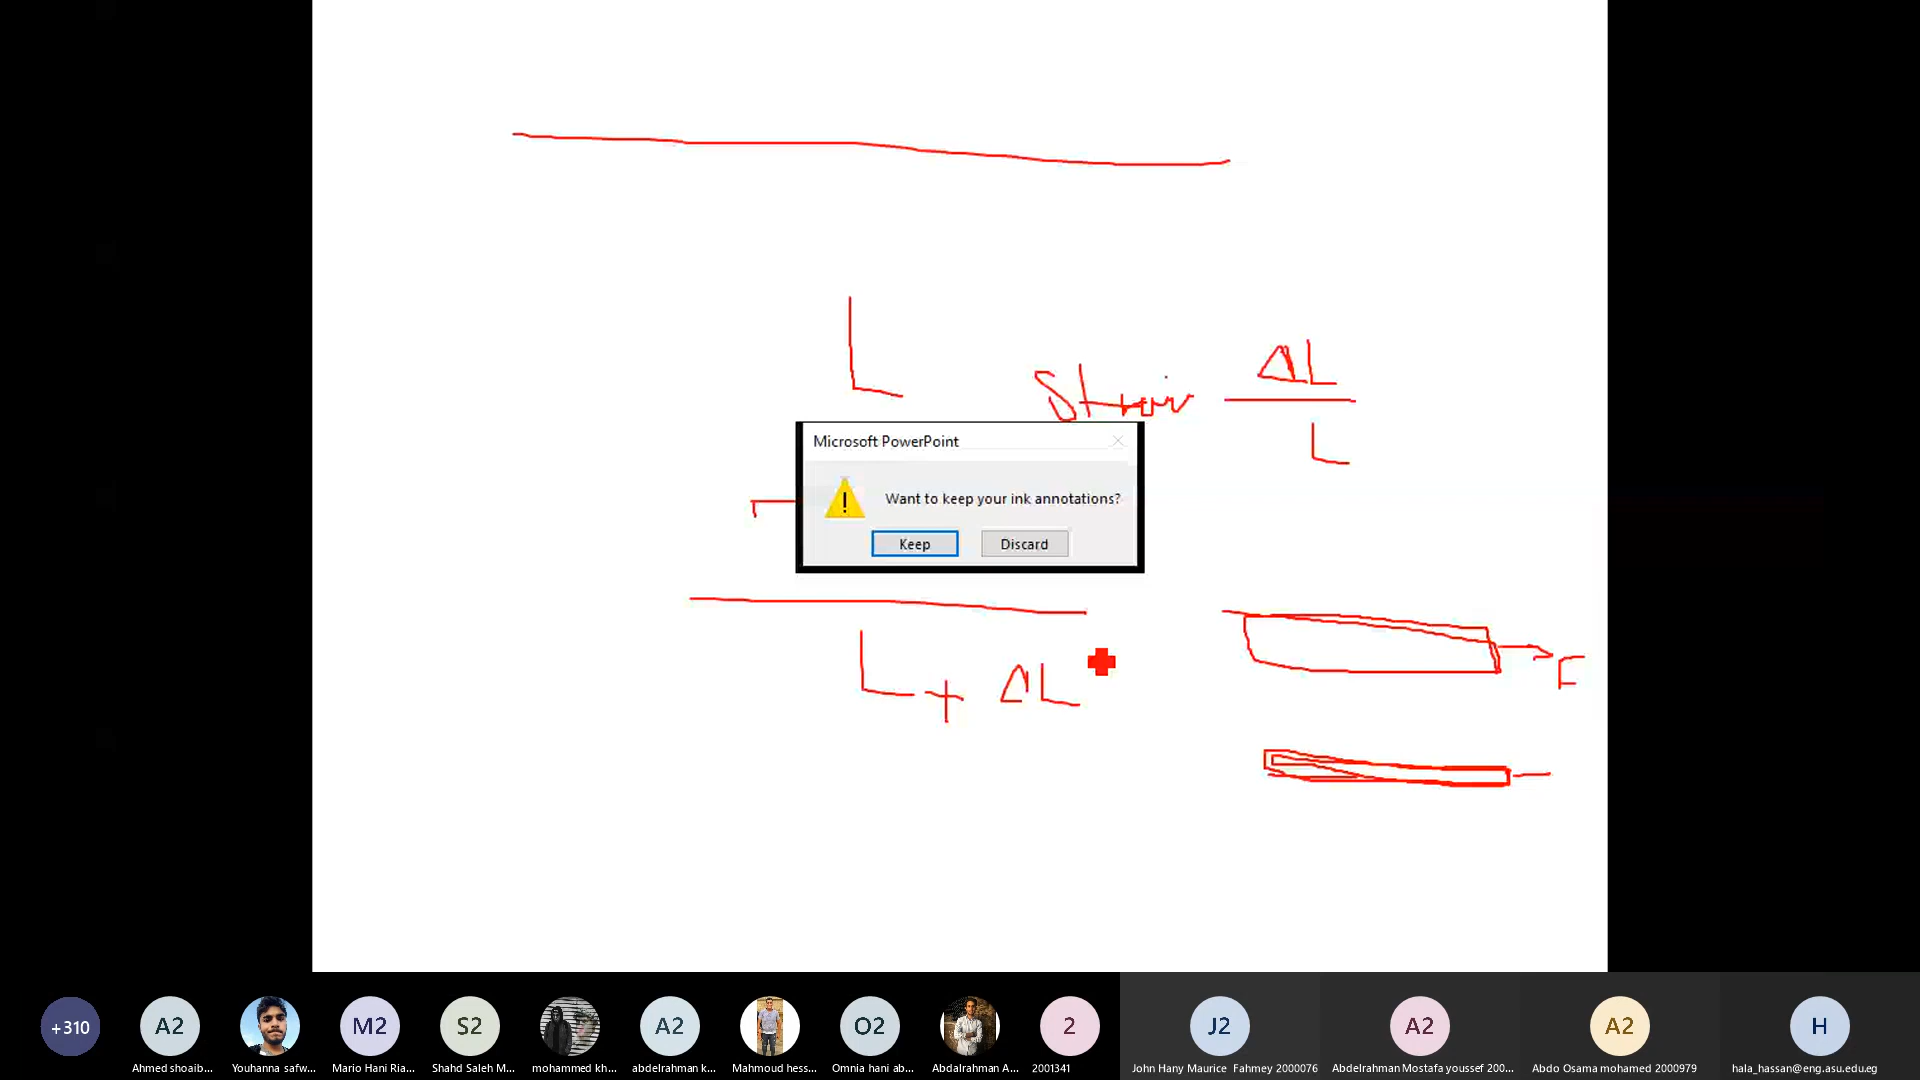 L
Strain ΔL
L
Microsoft PowerPoint
Want to keep your ink annotations?
Keep Discard
L + ΔL
F
+310 A2 M2 S2 A2 O2 2 J2 A2 A2 H
Ahmed shoaib... Youhanna safw... Mario Hani Ria... Shahd Saleh M... mohammed kh... abdelrahman k... Mahmoud hess... Omnia hani ab... Abdalrahman A... 2001341 John Hany Maurice Fahmey 2000076 Abdelrahman Mostafa youssef 200... Abdo Osama mohamed 2000979 hala_hassan@eng.asu.edu.eg